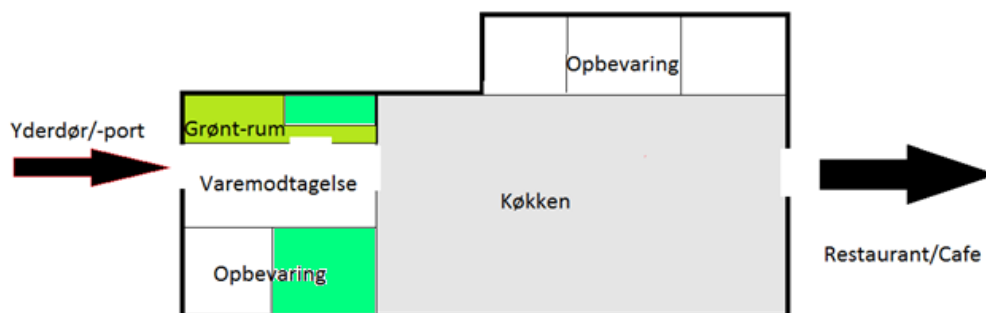 Opbevaring
Yderdør/-port
Grønt-rum
Varemodtagelse
Køkken
Restaurant/Cafe
Opbevaring